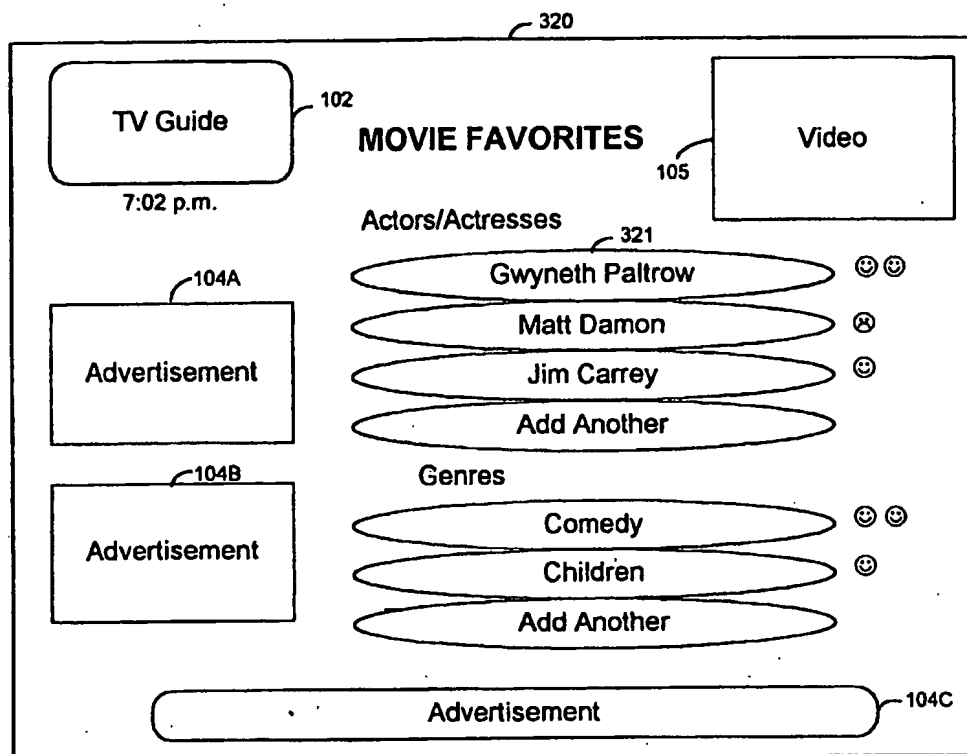 320
TV Guide
102
MOVIE FAVORITES
Video
105
7:02 p.m.
Actors/Actresses
321
Gwyneth Paltrow ☺☺
104A
Matt Damon ☹
Advertisement
Jim Carrey ☺
Add Another
104B
Genres
Comedy ☺☺
Advertisement
Children ☺
Add Another
Advertisement
104C